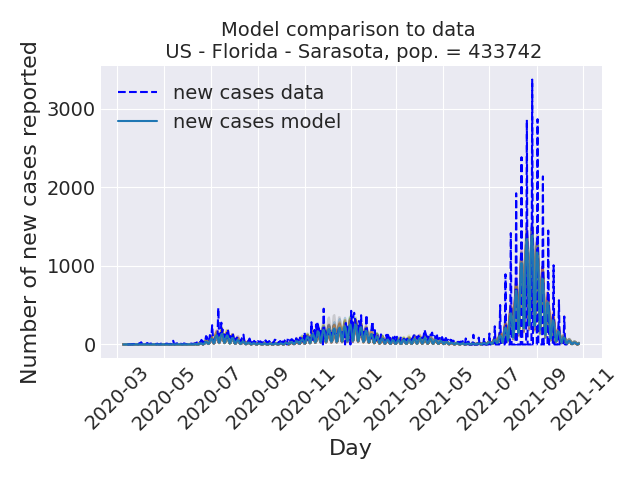 Model comparison to data
US - Florida - Sarasota, pop. = 433742
Number of new cases reported
3000
2000
1000
0
new cases data
new cases model
2020-03
2020-05
2020-07
2020-09
2020-11
2021-01
2021-03
2021-05
2021-07
2021-09
2021-11
Day